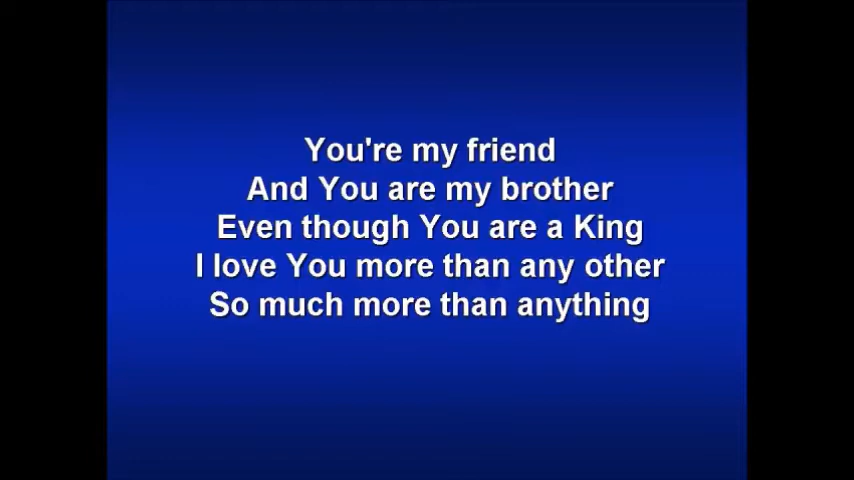 You're my friend
And You are my brother
Even though You are a King
I love You more than any other
So much more than anything